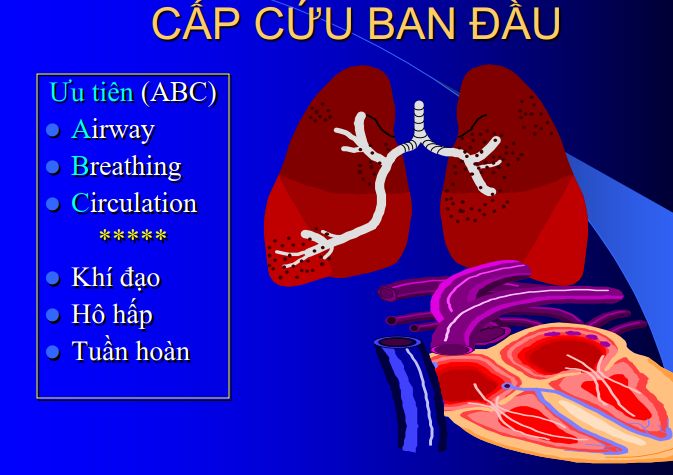 CẤP CỨU BAN ĐẦU
Ưu tiên (ABC)
Airway
Breathing
Circulation
*****
Khí đạo
Hô hấp
Tuần hoàn